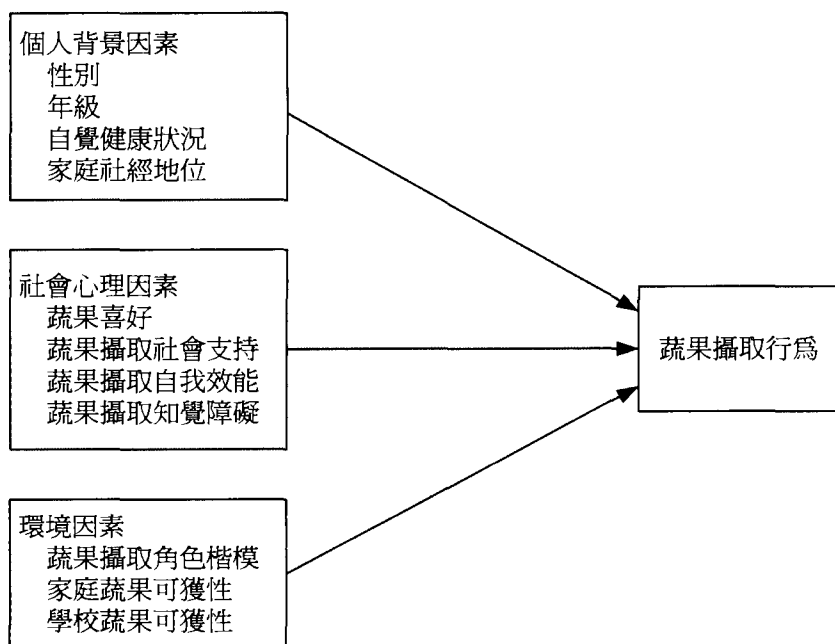 個人背景因素
性別
年級
自覺健康狀況
家庭社經地位
社會心理因素
蔬果喜好
蔬果攝取社會支持
蔬果攝取自我效能
蔬果攝取知覺障礙
蔬果攝取行爲
環境因素
蔬果攝取角色楷模
家庭蔬果可獲性
學校蔬果可獲性